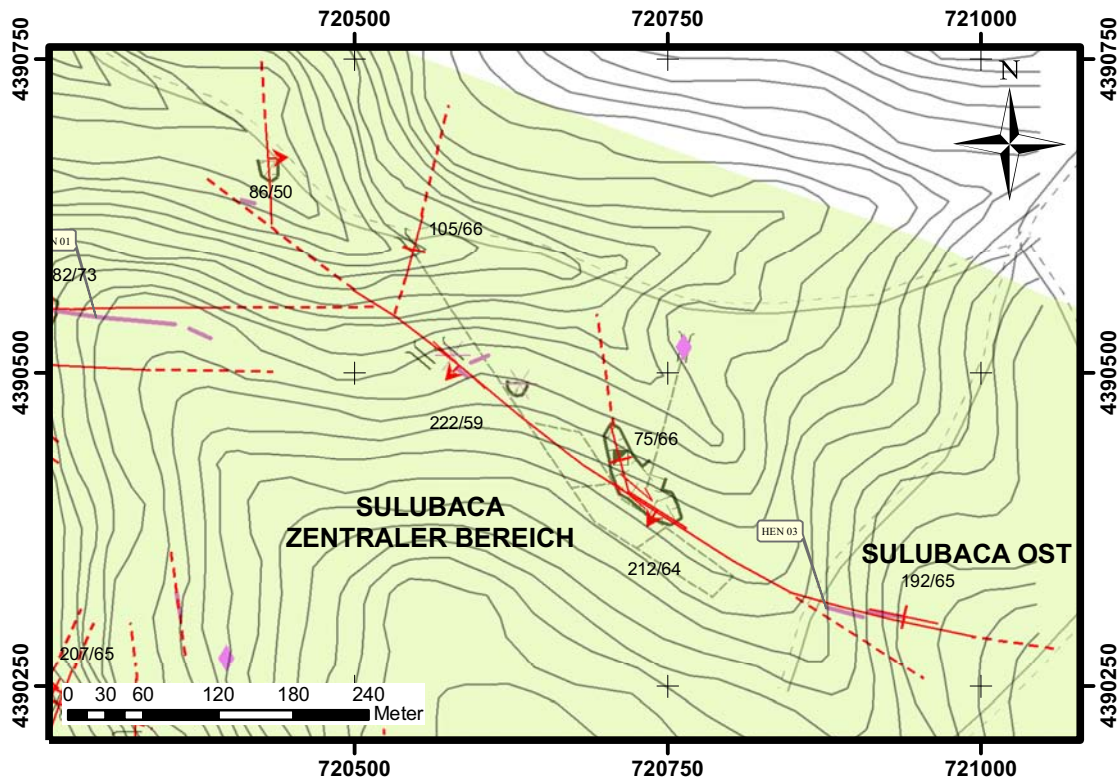 720500 720750 721000
4390750 4390750
N
86/50
105/66
N 01
82/73
4390500 4390500
222/59
75/66
SULUBACA
ZENTRALER BEREICH
HEN 03
SULUBACA OST
192/65
212/64
207/65
4390250 4390250
0 30 60 120 180 240
Meter
720500 720750 721000